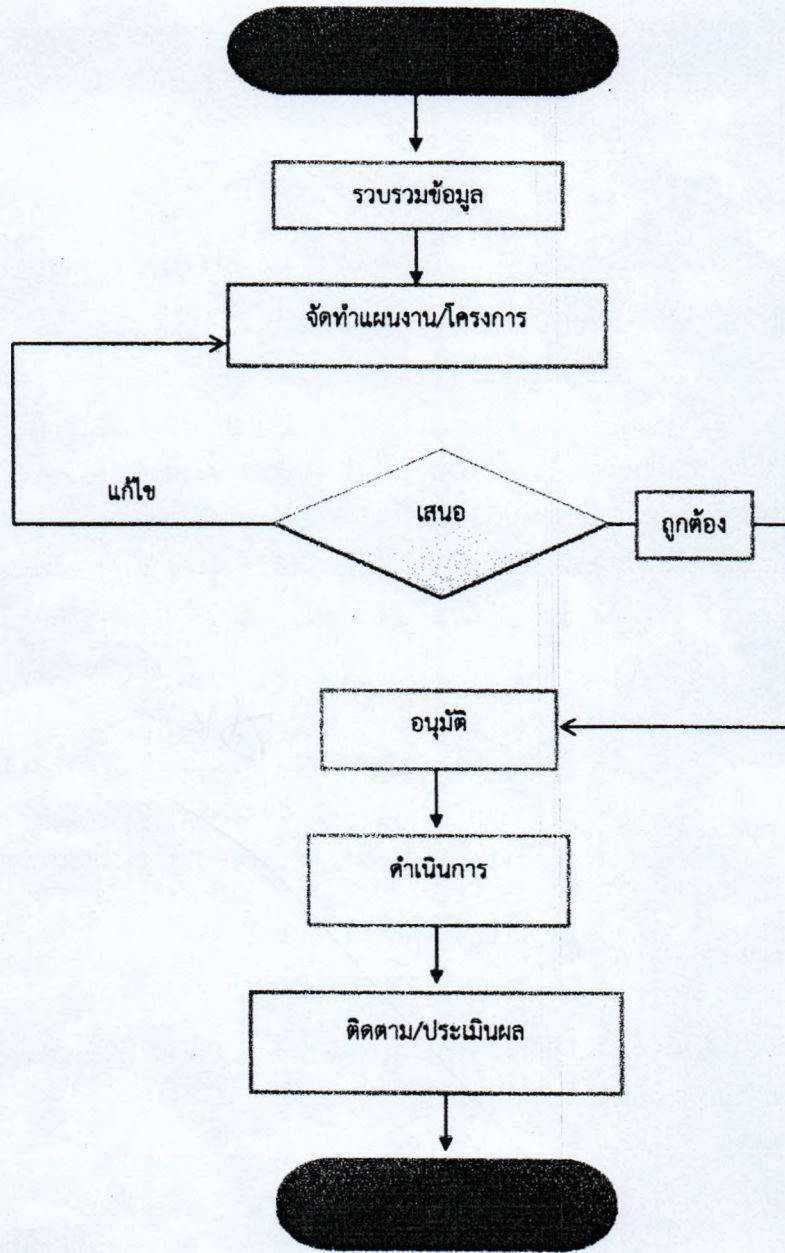 รวบรวมข้อมูล
จัดทำแผนงาน/โครงการ
แก้ไข
เสนอ
ถูกต้อง
อนุมัติ
ดำเนินการ
ติดตาม/ประเมินผล